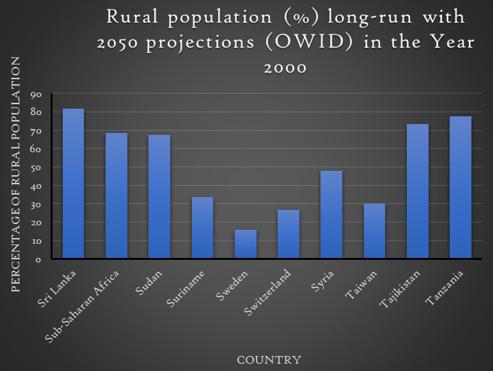 Rural population (%) long-run with
2050 projections (OWID) in the Year
2000
PERCENTAGE OF RURAL POPULATION
90
80
70
60
50
40
30
20
10
0
Sri Lanka
Sub-Saharan Africa
Sudan
Suriname
Sweden
Switzerland
Syria
Taiwan
Tajikistan
Tanzania
COUNTRY